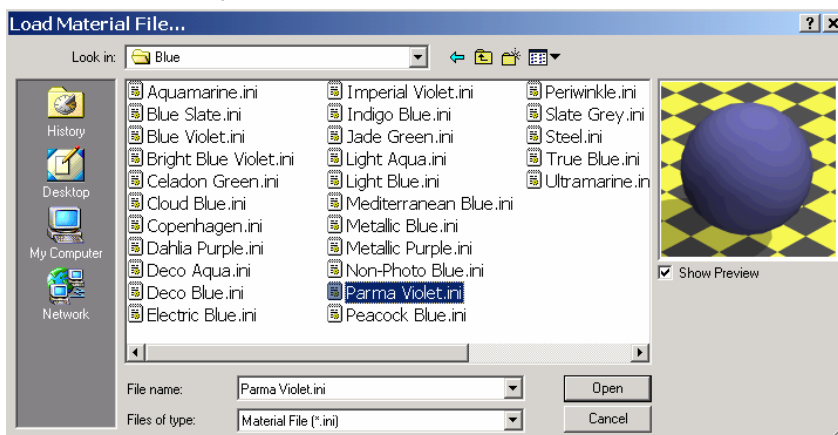 Load Material File...
Look in: Blue
History
Desktop
My Computer
Network
Aquamarine.ini
Blue Slate.ini
Blue Violet.ini
Bright Blue Violet.ini
Celadon Green.ini
Cloud Blue.ini
Copenhagen.ini
Dahlia Purple.ini
Deco Aqua.ini
Deco Blue.ini
Electric Blue.ini
Imperial Violet.ini
Indigo Blue.ini
Jade Green.ini
Light Aqua.ini
Light Blue.ini
Mediterranean Blue.ini
Metallic Blue.ini
Metallic Purple.ini
Non-Photo Blue.ini
Parma Violet.ini
Peacock Blue.ini
Periwinkle.ini
Slate Grey.ini
Steel.ini
True Blue.ini
Ultramarine.in
Show Preview
File name: Parma Violet.ini Open
Files of type: Material File (*.ini) Cancel